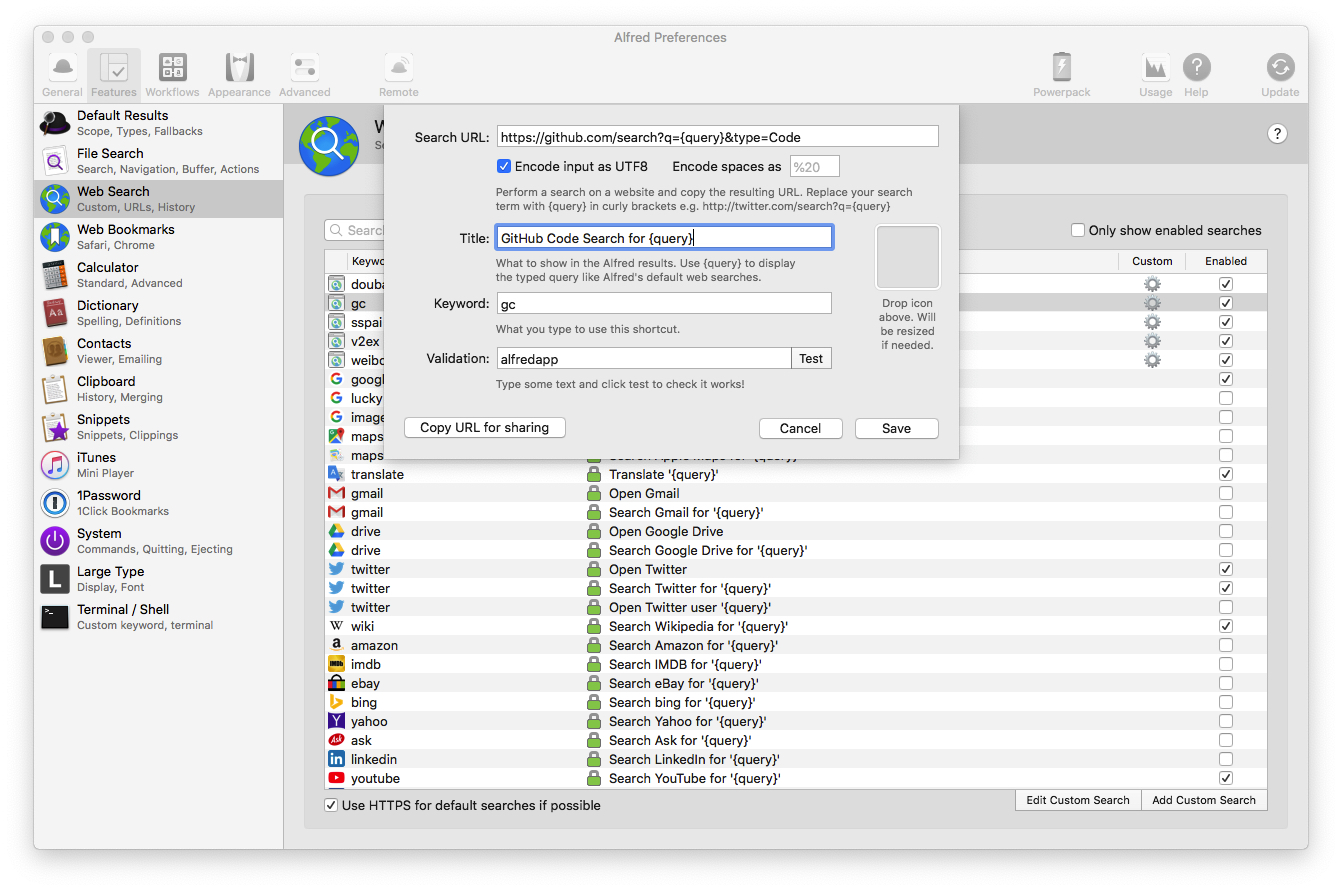 Alfred Preferences
General
Features
Workflows
Appearance
Advanced
Remote
Powerpack
Usage
Help
Update
Default Results
Scope, Types, Fallbacks
File Search
Search, Navigation, Buffer, Actions
Web Search
Custom, URLs, History
Web Bookmarks
Safari, Chrome
Calculator
Standard, Advanced
Dictionary
Spelling, Definitions
Contacts
Viewer, Emailing
Clipboard
History, Merging
Snippets
Snippets, Clippings
iTunes
Mini Player
1Password
1Click Bookmarks
System
Commands, Quitting, Ejecting
Large Type
Display, Font
Terminal / Shell
Custom keyword, terminal
Search URL: https://github.com/search?q={query}&type=Code
Encode input as UTF8 Encode spaces as %20
Perform a search on a website and copy the resulting URL. Replace your search
term with {query} in curly brackets e.g. http://twitter.com/search?q={query}
Title: GitHub Code Search for {query}
What to show in the Alfred results. Use {query} to display
the typed query like Alfred's default web searches.
Keyword: gc
What you type to use this shortcut.
Validation: alfredapp Test
Type some text and click test to check it works!
Drop icon
above. Will
be resized
if needed.
Copy URL for sharing Cancel Save
?
Only show enabled searches
Custom Enabled
gc
sspai
v2ex
lucky
maps
maps
translate Translate '{query}'
gmail Open Gmail
gmail Search Gmail for '{query}'
drive Open Google Drive
drive Search Google Drive for '{query}'
twitter Open Twitter
twitter Search Twitter for '{query}'
twitter Open Twitter user '{query}'
wiki Search Wikipedia for '{query}'
amazon Search Amazon for '{query}'
imdb Search IMDB for '{query}'
ebay Search eBay for '{query}'
bing Search bing for '{query}'
yahoo Search Yahoo for '{query}'
ask Search Ask for '{query}'
linkedin Search LinkedIn for '{query}'
youtube Search YouTube for '{query}'
Use HTTPS for default searches if possible
Edit Custom Search Add Custom Search